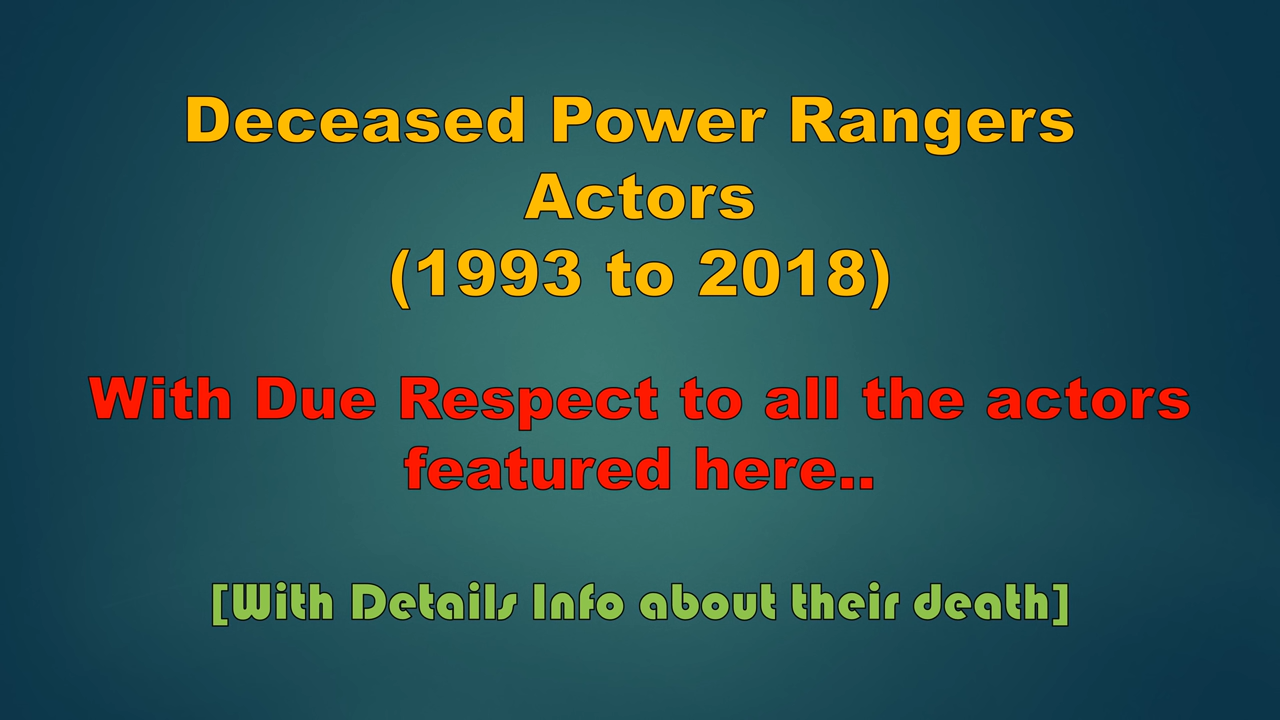 Deceased Power Rangers
Actors
(1993 to 2018)
With Due Respect to all the actors
featured here..
[With Details Info about their death]